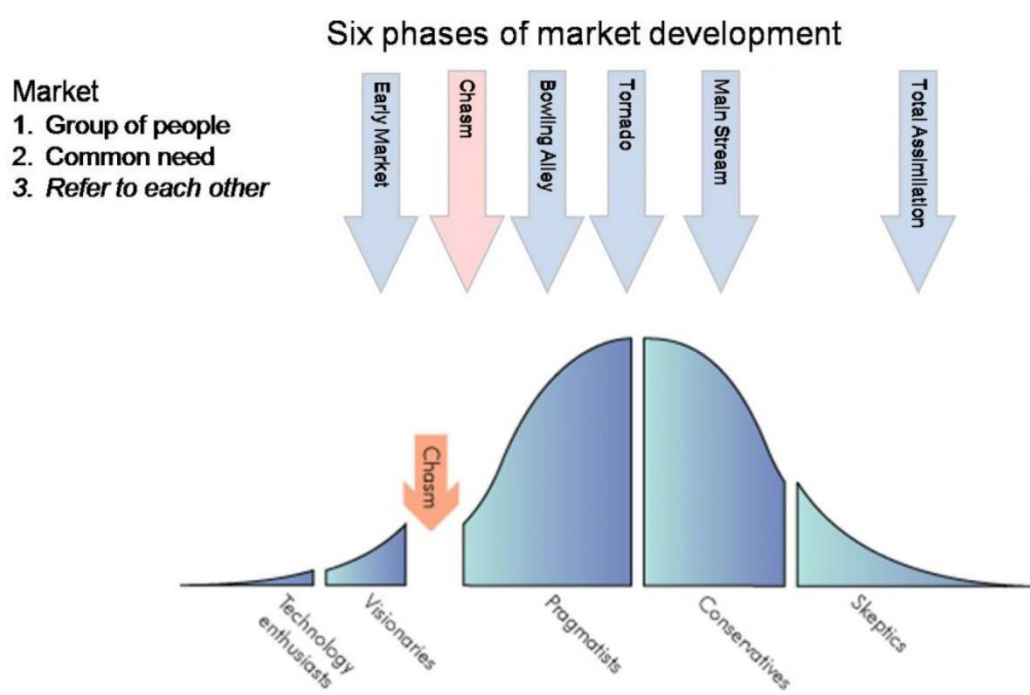 Six phases of market development
Market
1. Group of people
2. Common need
3. Refer to each other
Early Market
Chasm
Bowling Alley
Tornado
Main Stream
Total Assimilation
Chasm
Technology
enthusiasts
Visionaries
Pragmatists
Conservatives
Skeptics